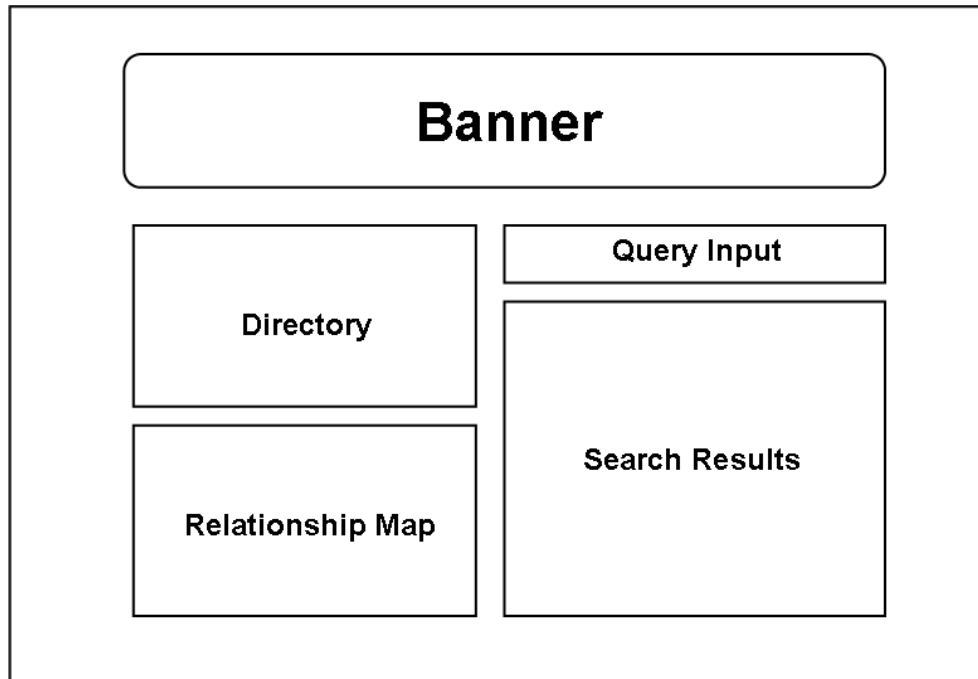 Banner
Directory
Relationship Map
Query Input
Search Results